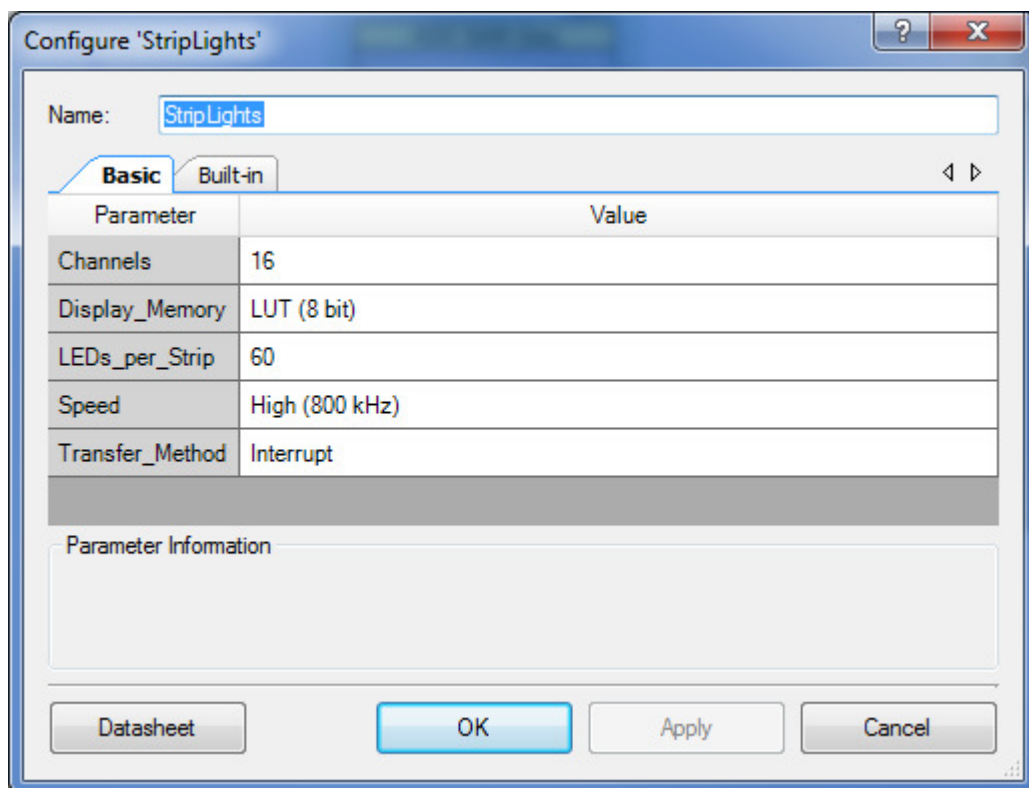 Configure 'StripLights'
?
X
Name: StripLights
Basic Built-in
Parameter Value
Channels 16
Display_Memory LUT (8 bit)
LEDs_per_Strip 60
Speed High (800 kHz)
Transfer_Method Interrupt
Parameter Information
Datasheet OK Apply Cancel